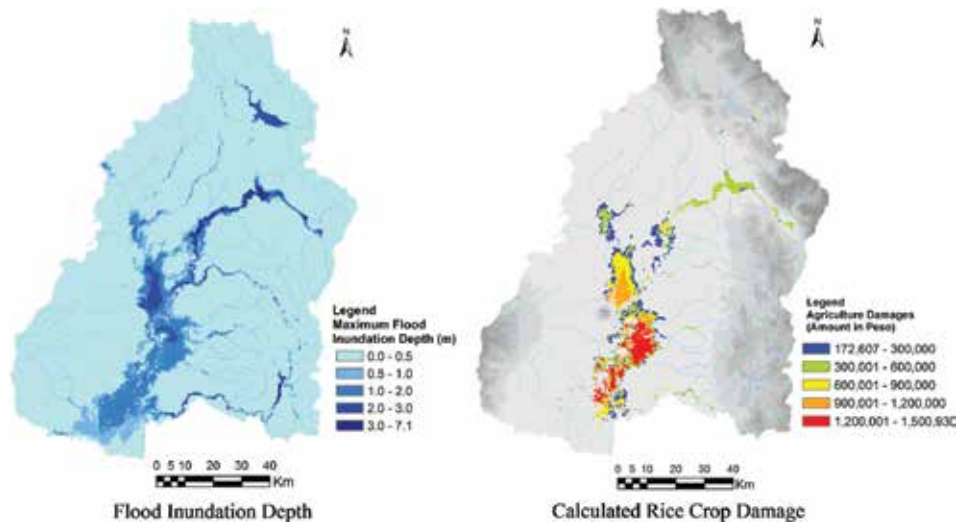 N
Legend
Maximum Flood
Inundation Depth (m)
0.0 - 0.5
0.5 - 1.0
1.0 - 2.0
2.0 - 3.0
3.0 - 7.1
0 5 10 20 30 40
Km
Flood Inundation Depth
N
Legend
Agriculture Damages
(Amount in Peso)
172,607 - 300,000
300,001 - 600,000
600,001 - 900,000
900,001 - 1,200,000
1,200,001 - 1,500,930
0 5 10 20 30 40
Km
Calculated Rice Crop Damage